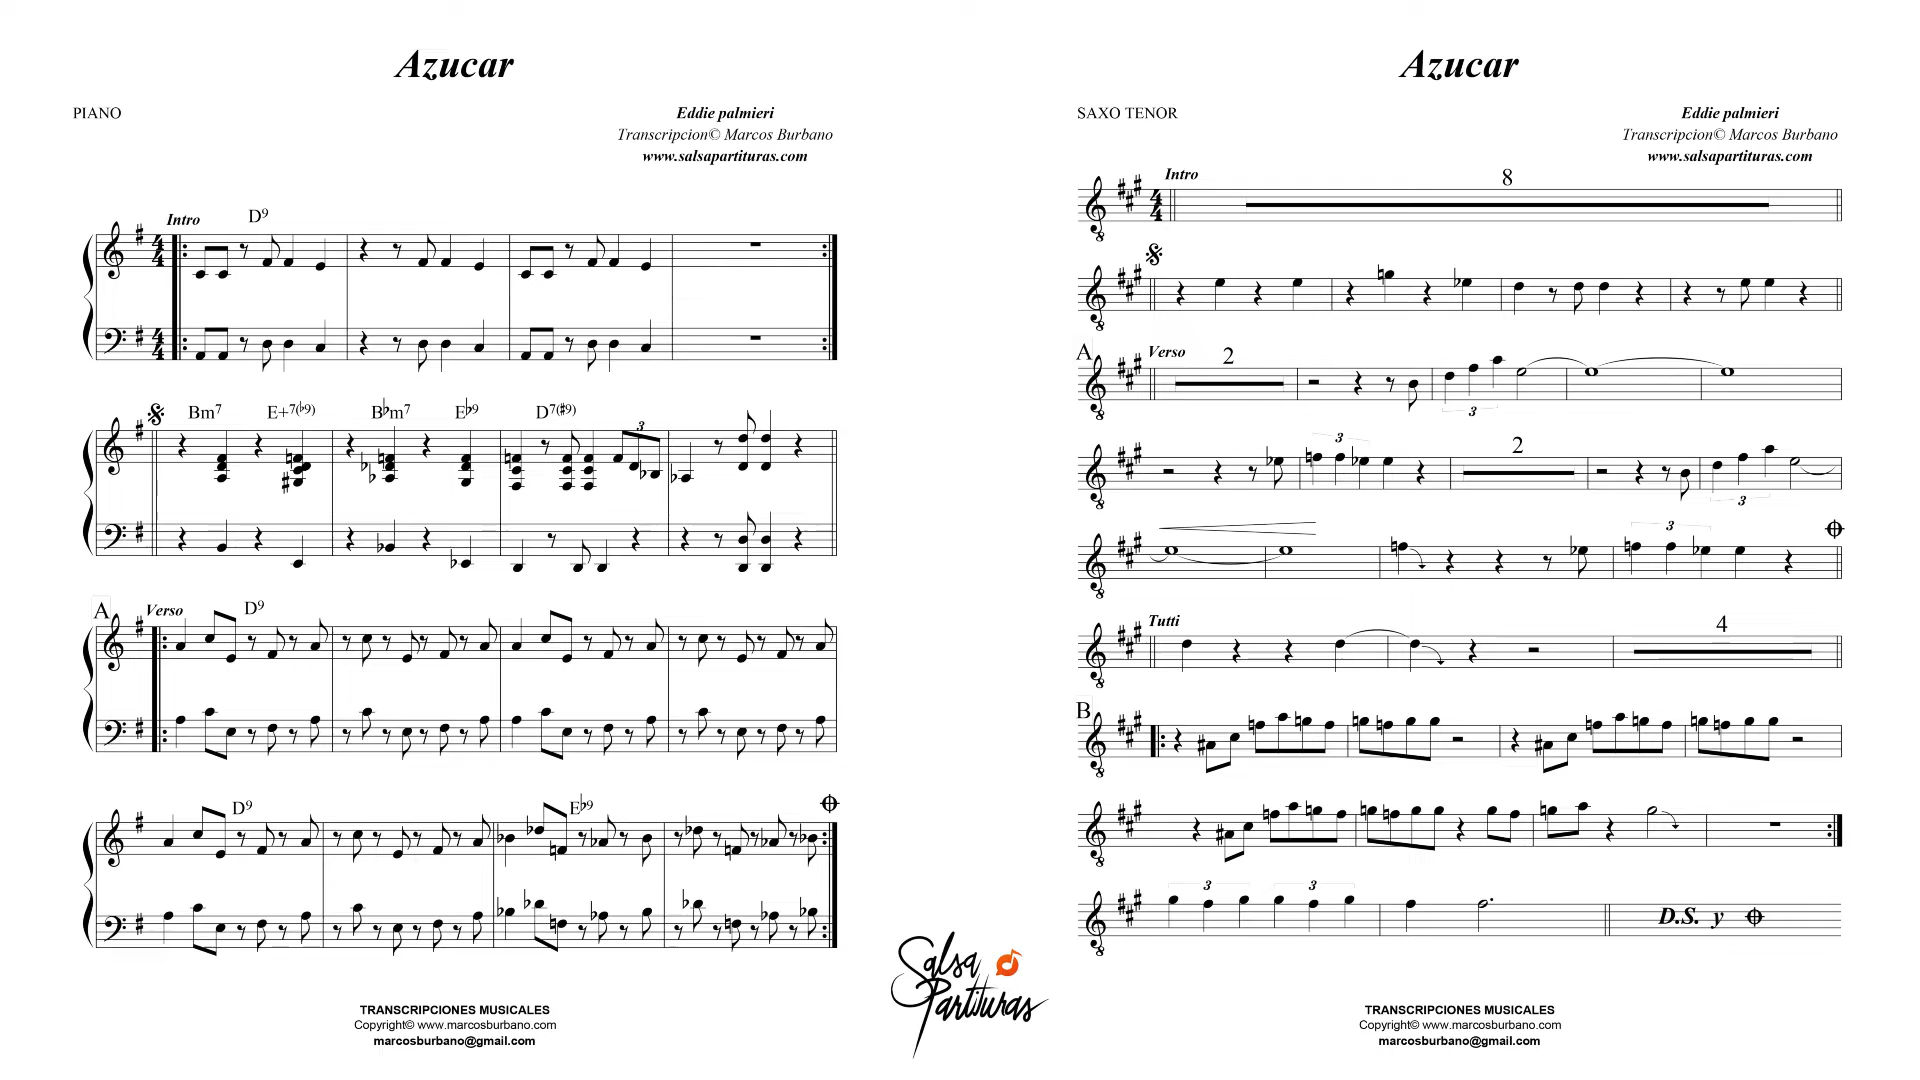 Azucar
PIANO
Eddie palmieri
Transcripcion© Marcos Burbano
www.salsapartituras.com
Intro D9
Bm7 E+7(♭9) B♭m7 E♭9 D7(♯9)
3
A Verso D9
D9 E♭9
TRANSCRIPCIONES MUSICALES
Copyright© www.marcosburbano.com
marcosburbano@gmail.com
Salsa
Partituras
Azucar
SAXO TENOR
Eddie palmieri
Transcripcion© Marcos Burbano
www.salsapartituras.com
Intro 8
A Verso 2
3
3 2
3
3
Tutti 4
B
3 3
D.S. y
TRANSCRIPCIONES MUSICALES
Copyright© www.marcosburbano.com
marcosburbano@gmail.com